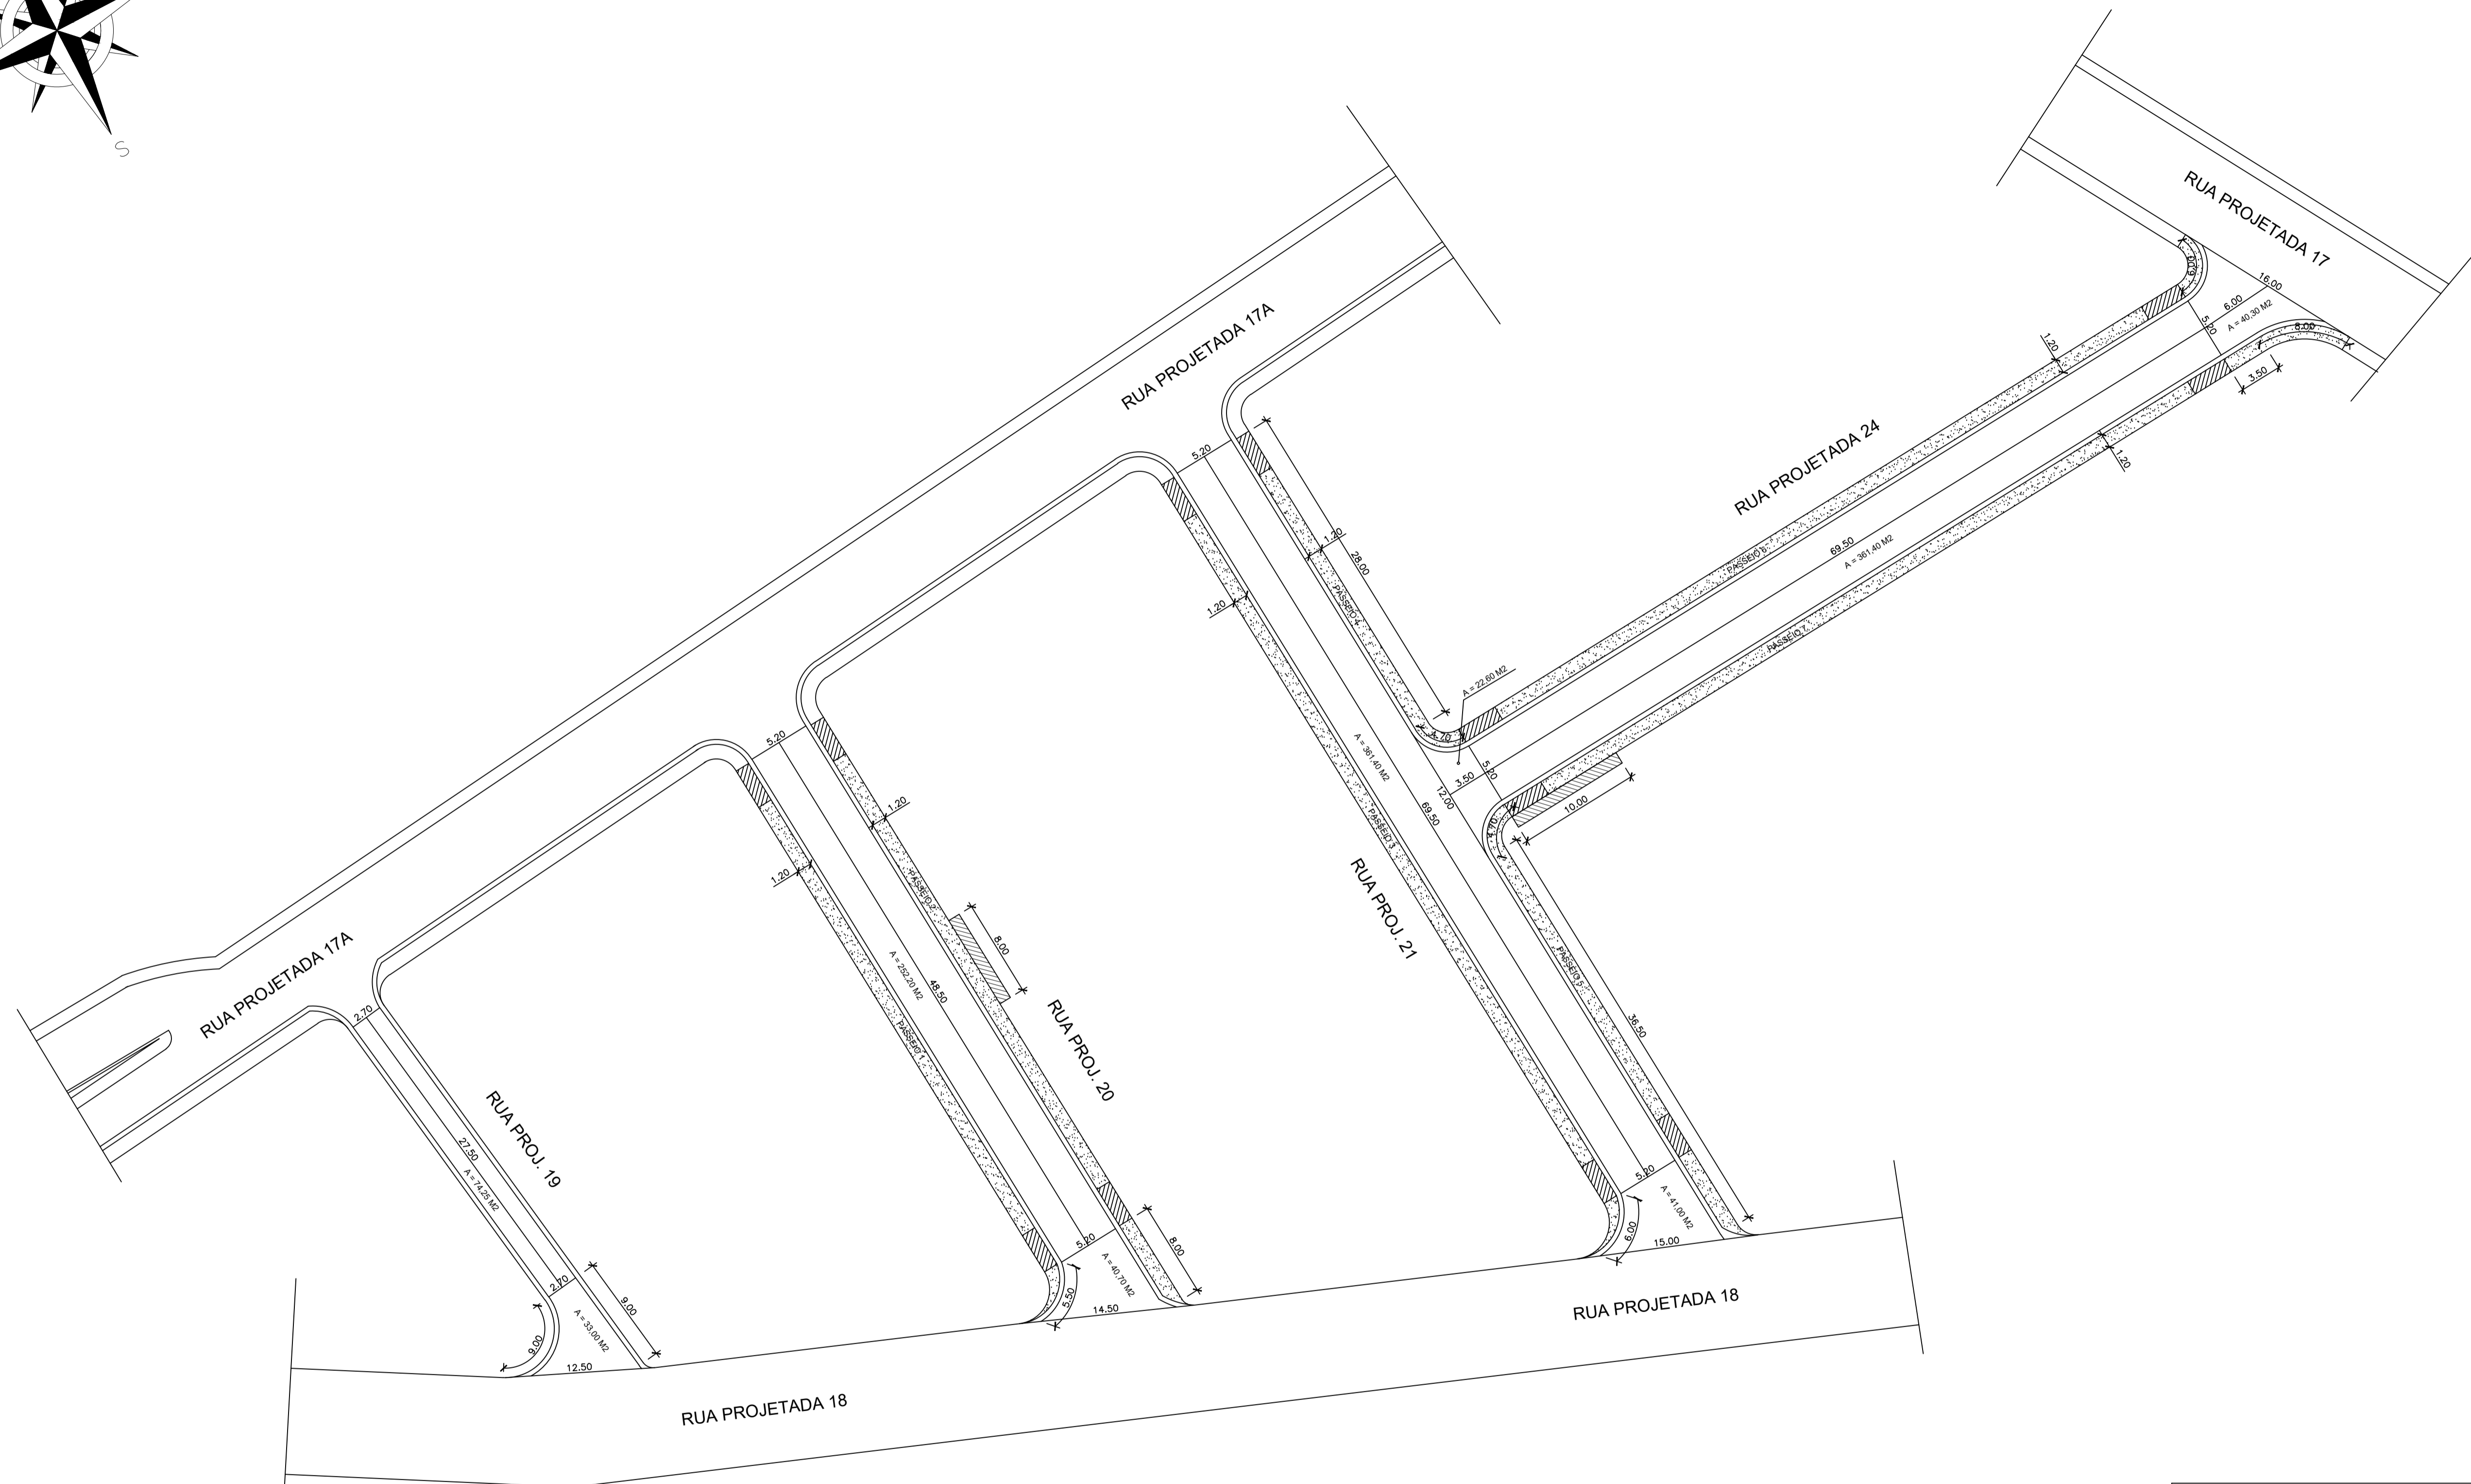 S
RUA PROJETADA 17
16.00
6.00
6.00
A = 40,30 M2
5.20
8.00
3.50
1.20
1.20
RUA PROJETADA 24
69.50
A = 361,40 M2
PASSEIO 7
RUA PROJETADA 17A
5.20
1.20
28.00
PASSEIO 4
1.20
A = 22,60 M2
4.70
3.50
5.20
12.00
4.70
10.00
A = 361,40 M2
69.50
PASSEIO 3
RUA PROJ. 21
36.50
5.20
A = 41,00 M2
6.00
15.00
5.20
1.20
1.20
PASSEIO 2
8.00
A = 252,20 M2
48.50
PASSEIO 1
RUA PROJ. 20
5.20
A = 40,70 M2
8.00
5.50
14.50
RUA PROJETADA 17A
2.70
RUA PROJ. 19
27.50
A = 74,25 M2
2.70
9.00
A = 33,00 M2
9.00
12.50
RUA PROJETADA 18
RUA PROJETADA 18